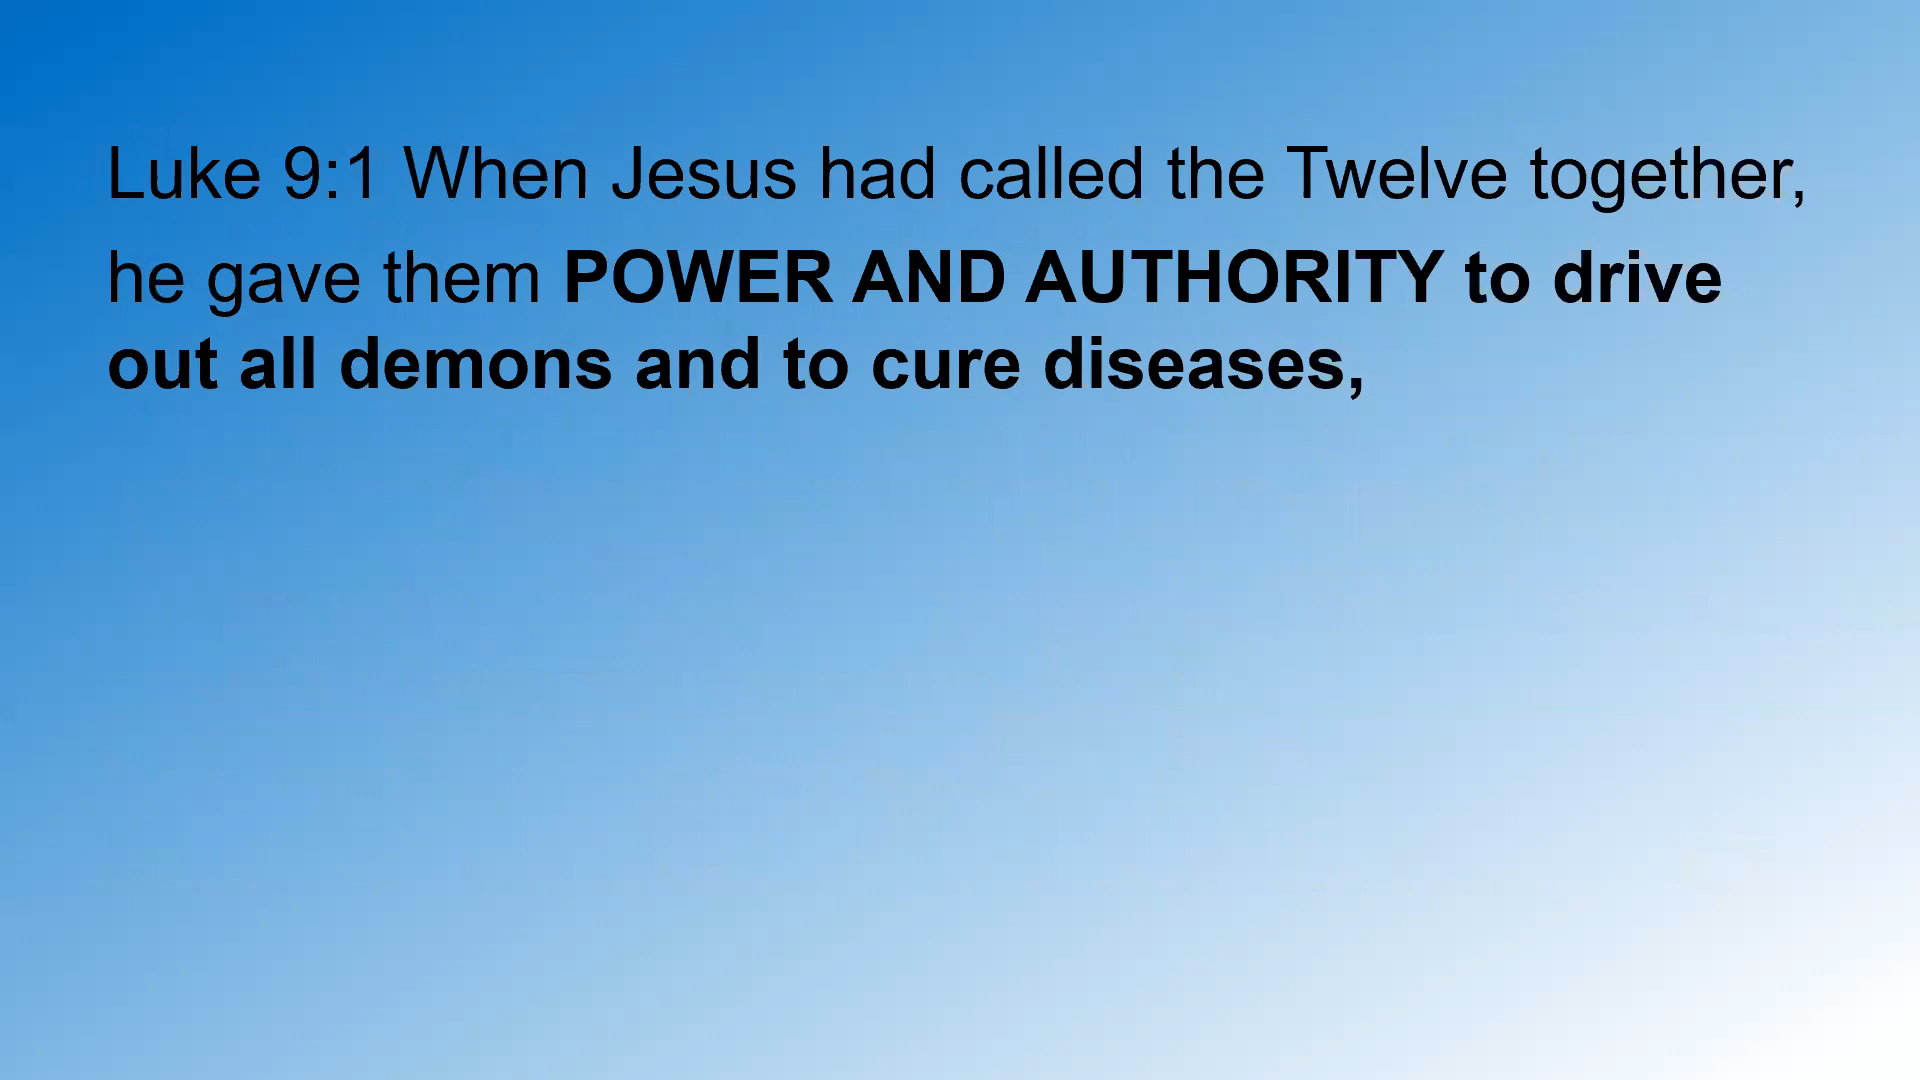 Luke 9:1 When Jesus had called the Twelve together,
he gave them POWER AND AUTHORITY to drive
out all demons and to cure diseases,